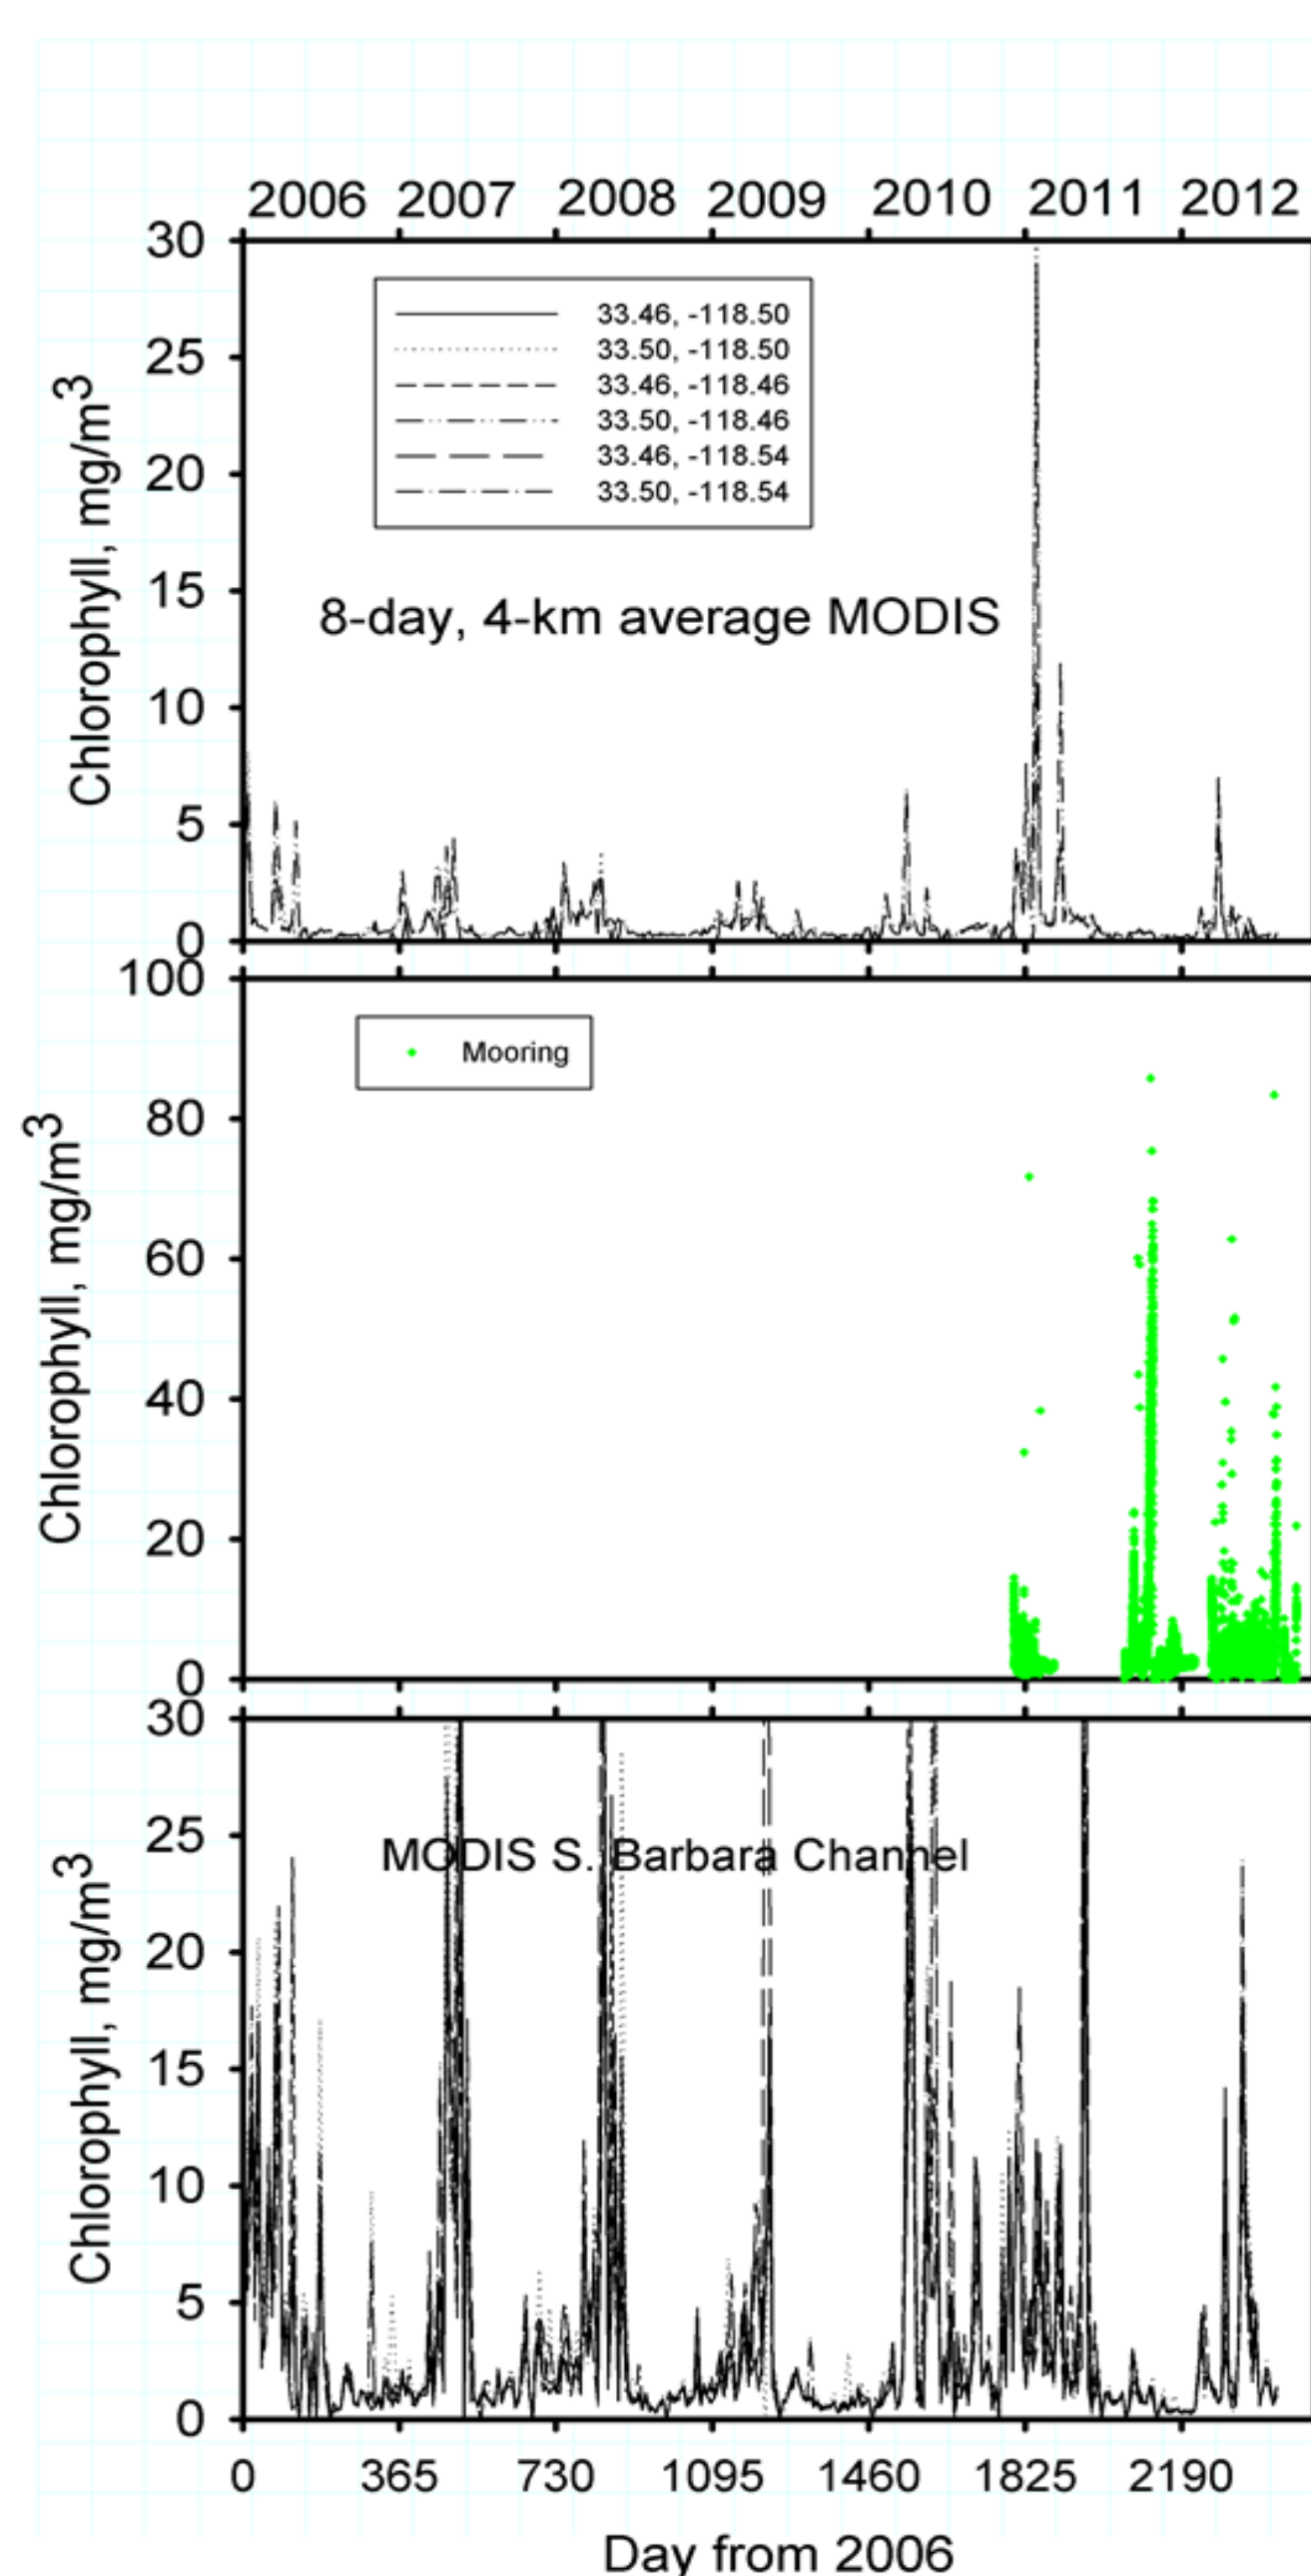 2006 2007 2008 2009 2010 2011 2012
30
25
20
15
10
5
0
Chlorophyll, mg/m3
33.46, -118.50
33.50, -118.50
33.46, -118.46
33.50, -118.46
33.46, -118.54
33.50, -118.54
8-day, 4-km average MODIS
100
80
60
40
20
0
Chlorophyll, mg/m3
Mooring
30
25
20
15
10
5
0
Chlorophyll, mg/m3
MODIS S. Barbara Channel
0 365 730 1095 1460 1825 2190
Day from 2006